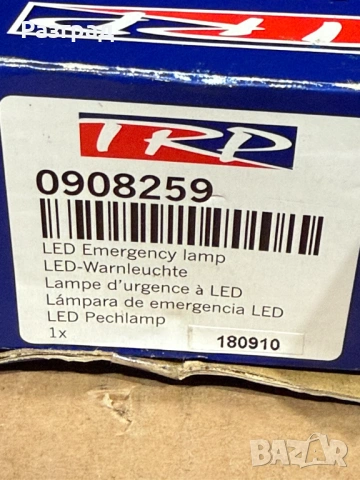 Разград
TRP
0908259
LED Emergency lamp
LED-Warnleuchte
Lampe d'urgence à LED
Lámpara de emergencia LED
LED Pechlamp
1x
180910
BAZAR